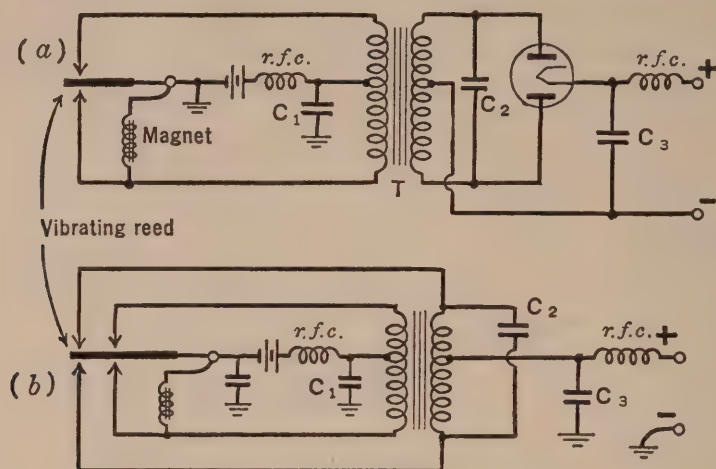 (a)
r.f.c.
C1
Magnet
T
C2
r.f.c.
+
C3
-
Vibrating reed
(b)
r.f.c.
C1
C2
r.f.c.
+
C3
-